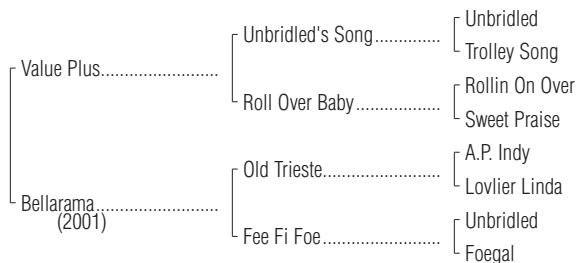 Unbridled
Unbridled's Song...............
Trolley Song
Value Plus...........................
Rollin On Over
Roll Over Baby...................
Sweet Praise
A.P. Indy
Old Trieste..........................
Lovlier Linda
Bellarama............................
(2001)
Unbridled
Fee Fi Foe..........................
Foegal